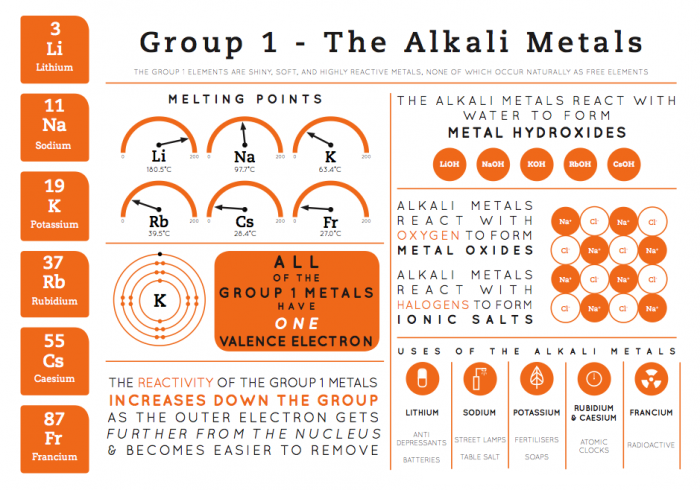 3
Li
Lithium
11
Na
Sodium
19
K
Potassium
37
Rb
Rubidium
55
Cs
Caesium
87
Fr
Francium
Group 1 - The Alkali Metals
THE GROUP 1 ELEMENTS ARE SHINY, SOFT, AND HIGHLY REACTIVE METALS, NONE OF WHICH OCCUR NATURALLY AS FREE ELEMENTS
MELTING POINTS
0 Li 200
180.5°C
0 Na 200
97.7°C
0 K 200
63.4°C
0 Rb 200
39.5°C
0 Cs 200
28.4°C
0 Fr 200
27.0°C
K
ALL
OF THE
GROUP 1 METALS
HAVE
ONE
VALENCE ELECTRON
THE REACTIVITY OF THE GROUP 1 METALS
INCREASES DOWN THE GROUP
AS THE OUTER ELECTRON GETS
FURTHER FROM THE NUCLEUS
& BECOMES EASIER TO REMOVE
THE ALKALI METALS REACT WITH
WATER TO FORM
METAL HYDROXIDES
LiOH NaOH KOH RbOH CsOH
ALKALI METALS
REACT WITH
OXYGEN TO FORM
METAL OXIDES
ALKALI METALS
REACT WITH
HALOGENS TO FORM
IONIC SALTS
Na⁺ Cl⁻ Na⁺ Cl⁻
Cl⁻ Na⁺ Cl⁻ Na⁺
Na⁺ Cl⁻ Na⁺ Cl⁻
Cl⁻ Na⁺ Cl⁻ Na⁺
USES OF THE ALKALI METALS
LITHIUM
ANTI
DEPRESSANTS
BATTERIES
SODIUM
STREET LAMPS
TABLE SALT
POTASSIUM
FERTILISERS
SOAPS
RUBIDIUM
& CAESIUM
ATOMIC
CLOCKS
FRANCIUM
RADIOACTIVE